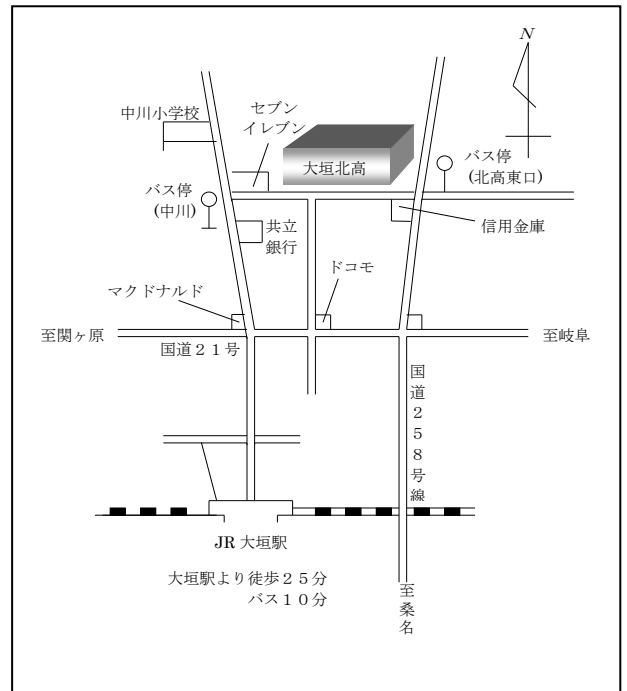 N
中川小学校
セブン
イレブン
大垣北高
バス停
(北高東口)
バス停
(中川)
共立
銀行
信用金庫
マクドナルド
ドコモ
至関ヶ原
国道２１号
至岐阜
国道２５８号線
JR 大垣駅
大垣駅より徒歩２５分
バス１０分
至桑名